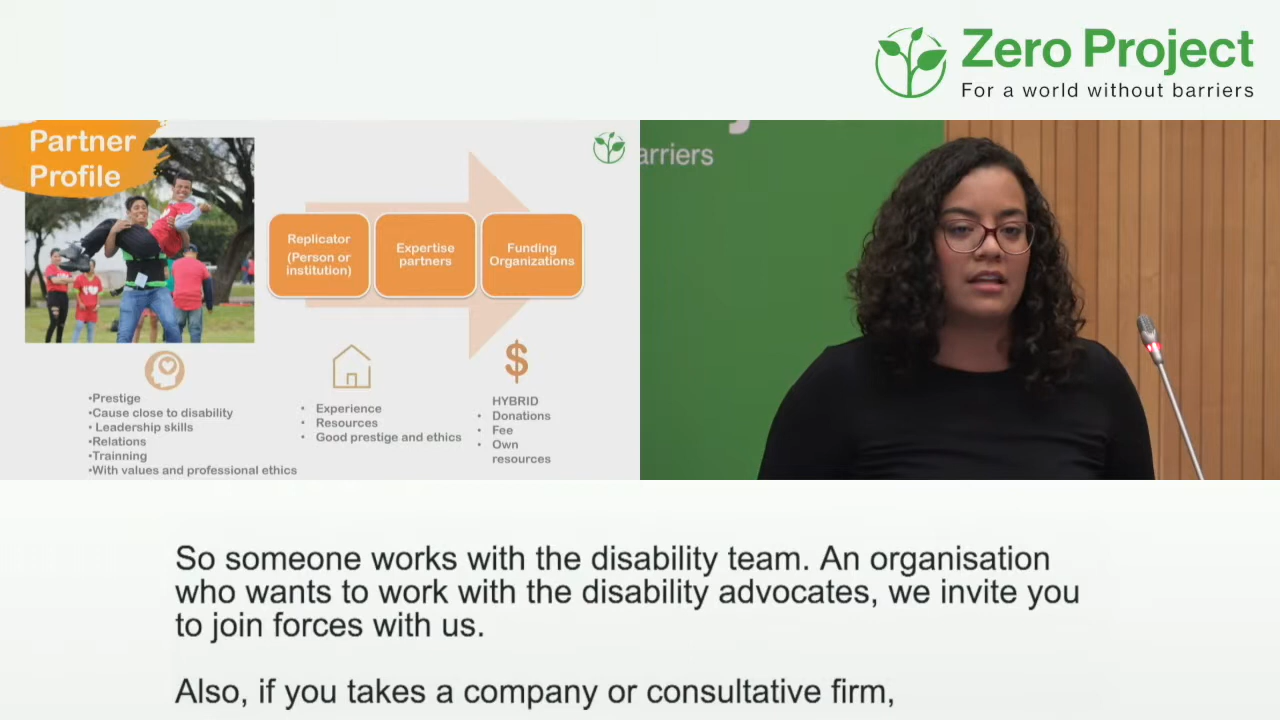 Zero Project
For a world without barriers
Partner
Profile
Replicator
(Person or
institution)
Expertise
partners
Funding
Organizations
•Prestige
•Cause close to disability
• Leadership skills
•Relations
•Trainning
•With values and professional ethics
• Experience
• Resources
• Good prestige and ethics
$
HYBRID
• Donations
• Fee
• Own
resources
arriers
So someone works with the disability team. An organisation
who wants to work with the disability advocates, we invite you
to join forces with us.
Also, if you takes a company or consultative firm,